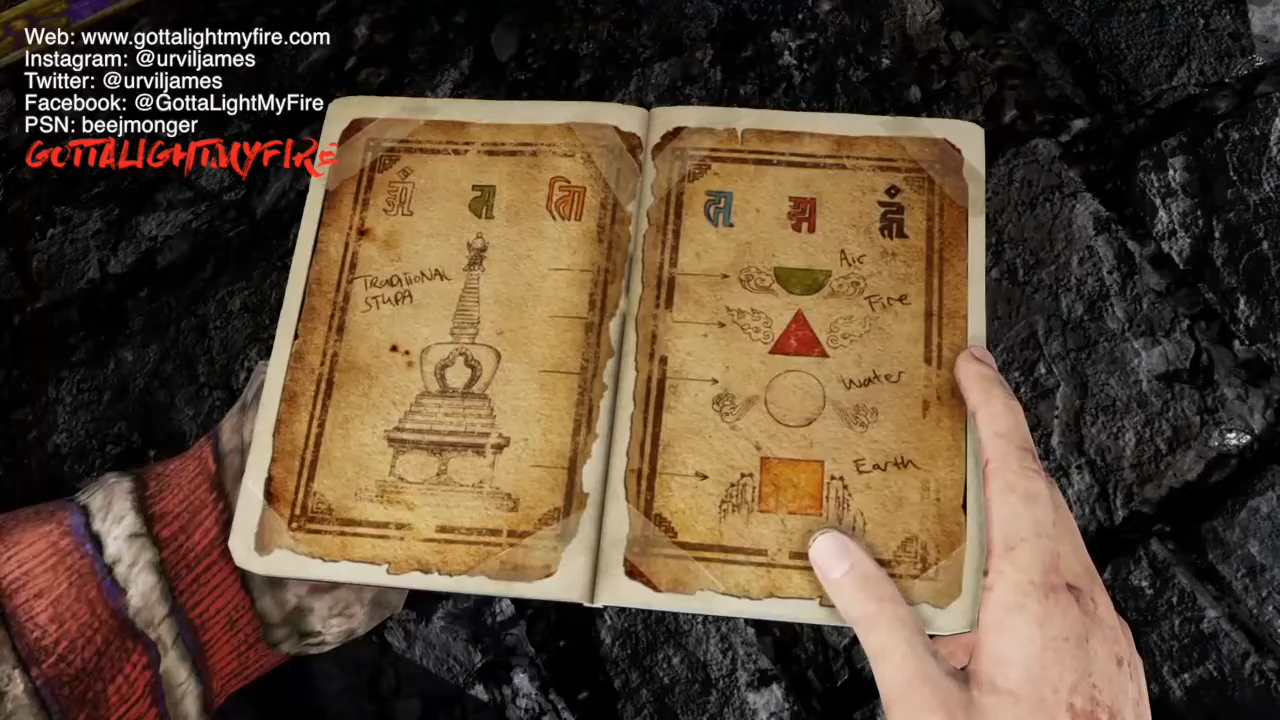 Web: www.gottalightmyfire.com
Instagram: @urviljames
Twitter: @urviljames
Facebook: @GottaLightMyFire
PSN: beejmonger
GOTTALIGHTMYFIRE
TRADITIONAL
STUPA
Air
Fire
Water
Earth